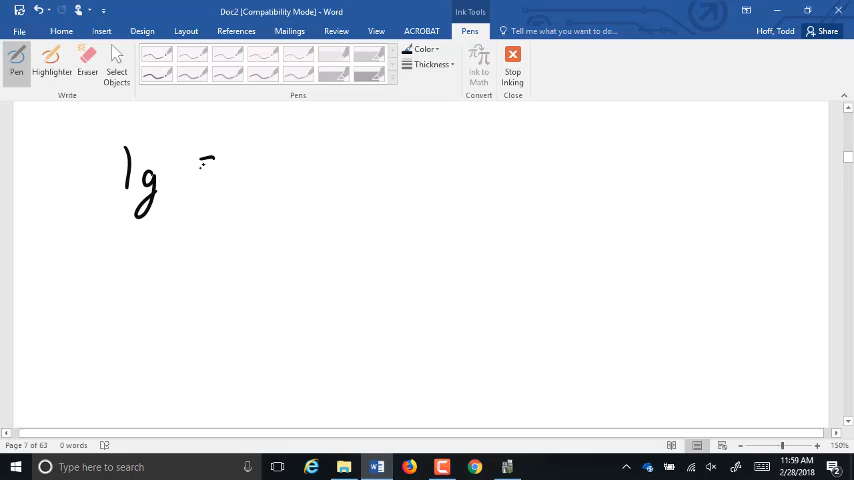 Doc2 [Compatibility Mode] - Word
Ink Tools
Hoff, Todd
File Home Insert Design Layout References Mailings Review View ACROBAT Pens Tell me what you want to do... Share
Pen Highlighter Eraser Select Objects
Color
Thickness
Ink to Math
Stop Inking
Write Pens Convert Close
1g =
Page 7 of 63 0 words 150%
Type here to search
11:59 AM
2/28/2018
2